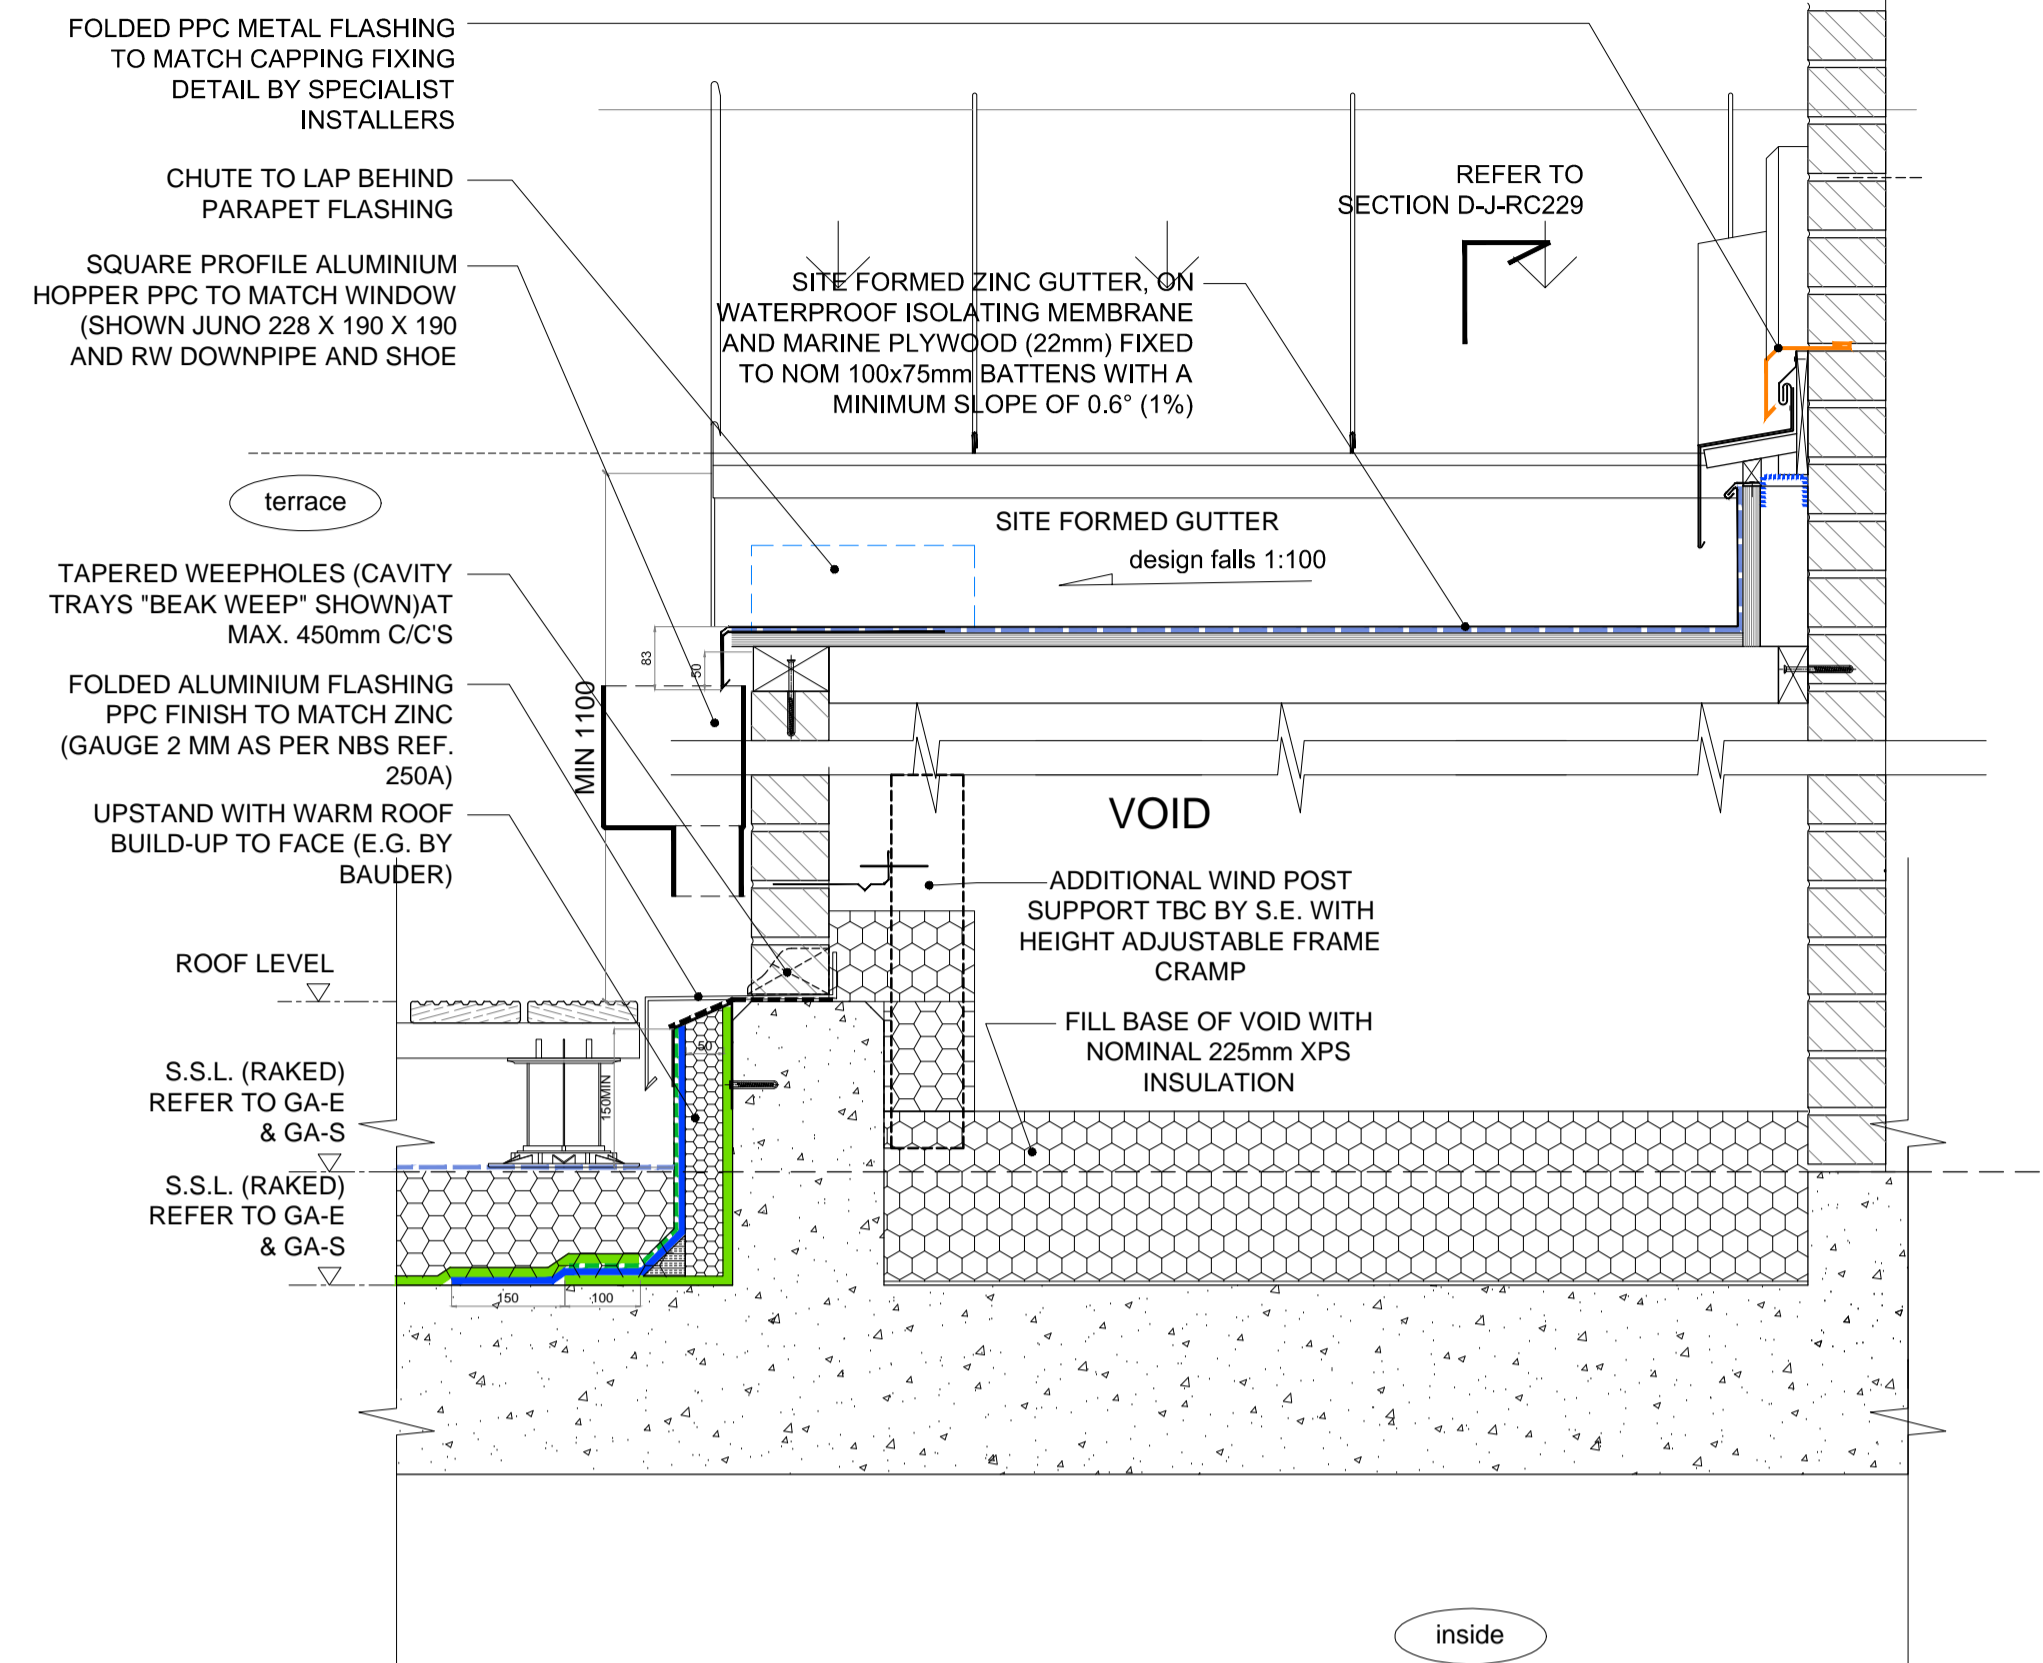 FOLDED PPC METAL FLASHING
TO MATCH CAPPING FIXING
DETAIL BY SPECIALIST
INSTALLERS
CHUTE TO LAP BEHIND
PARAPET FLASHING
SQUARE PROFILE ALUMINIUM
HOPPER PPC TO MATCH WINDOW
(SHOWN JUNO 228 X 190 X 190
AND RW DOWNPIPE AND SHOE
REFER TO
SECTION D-J-RC229
SITE FORMED ZINC GUTTER, ON
WATERPROOF ISOLATING MEMBRANE
AND MARINE PLYWOOD (22mm) FIXED
TO NOM 100x75mm BATTENS WITH A
MINIMUM SLOPE OF 0.6° (1%)
terrace
SITE FORMED GUTTER
design falls 1:100
TAPERED WEEPHOLES (CAVITY
TRAYS "BEAK WEEP" SHOWN)AT
MAX. 450mm C/C'S
83
50
MIN 1100
FOLDED ALUMINIUM FLASHING
PPC FINISH TO MATCH ZINC
(GAUGE 2 MM AS PER NBS REF.
250A)
UPSTAND WITH WARM ROOF
BUILD-UP TO FACE (E.G. BY
BAUDER)
VOID
ADDITIONAL WIND POST
SUPPORT TBC BY S.E. WITH
HEIGHT ADJUSTABLE FRAME
CRAMP
ROOF LEVEL
FILL BASE OF VOID WITH
NOMINAL 225mm XPS
INSULATION
50
150MIN
S.S.L. (RAKED)
REFER TO GA-E
& GA-S
S.S.L. (RAKED)
REFER TO GA-E
& GA-S
150
100
inside